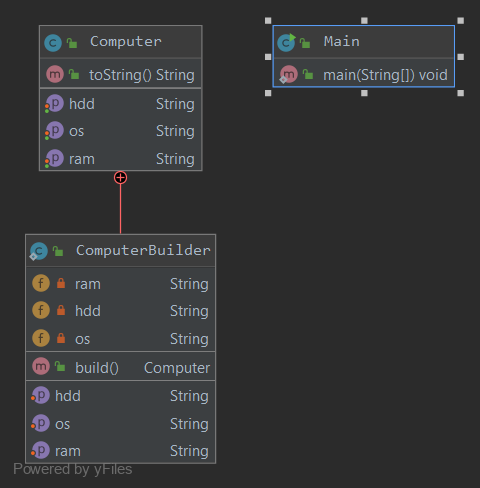 Computer
toString() String
hdd String
os String
ram String
Main
main(String[]) void
ComputerBuilder
ram String
hdd String
os String
build() Computer
hdd String
os String
ram String
Powered by yFiles